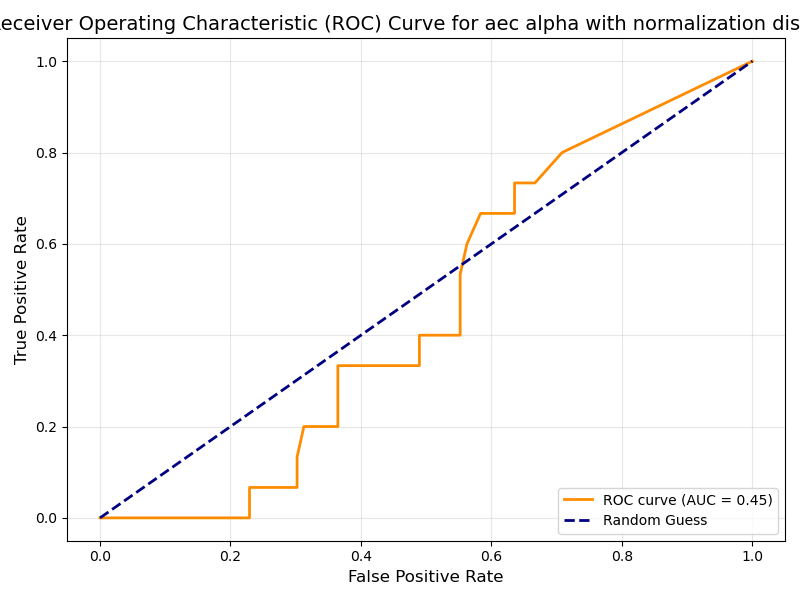 eceiver Operating Characteristic (ROC) Curve for aec alpha with normalization dis
True Positive Rate
1.0
0.8
0.6
0.4
0.2
0.0
0.0 0.2 0.4 0.6 0.8 1.0
False Positive Rate
ROC curve (AUC = 0.45)
Random Guess